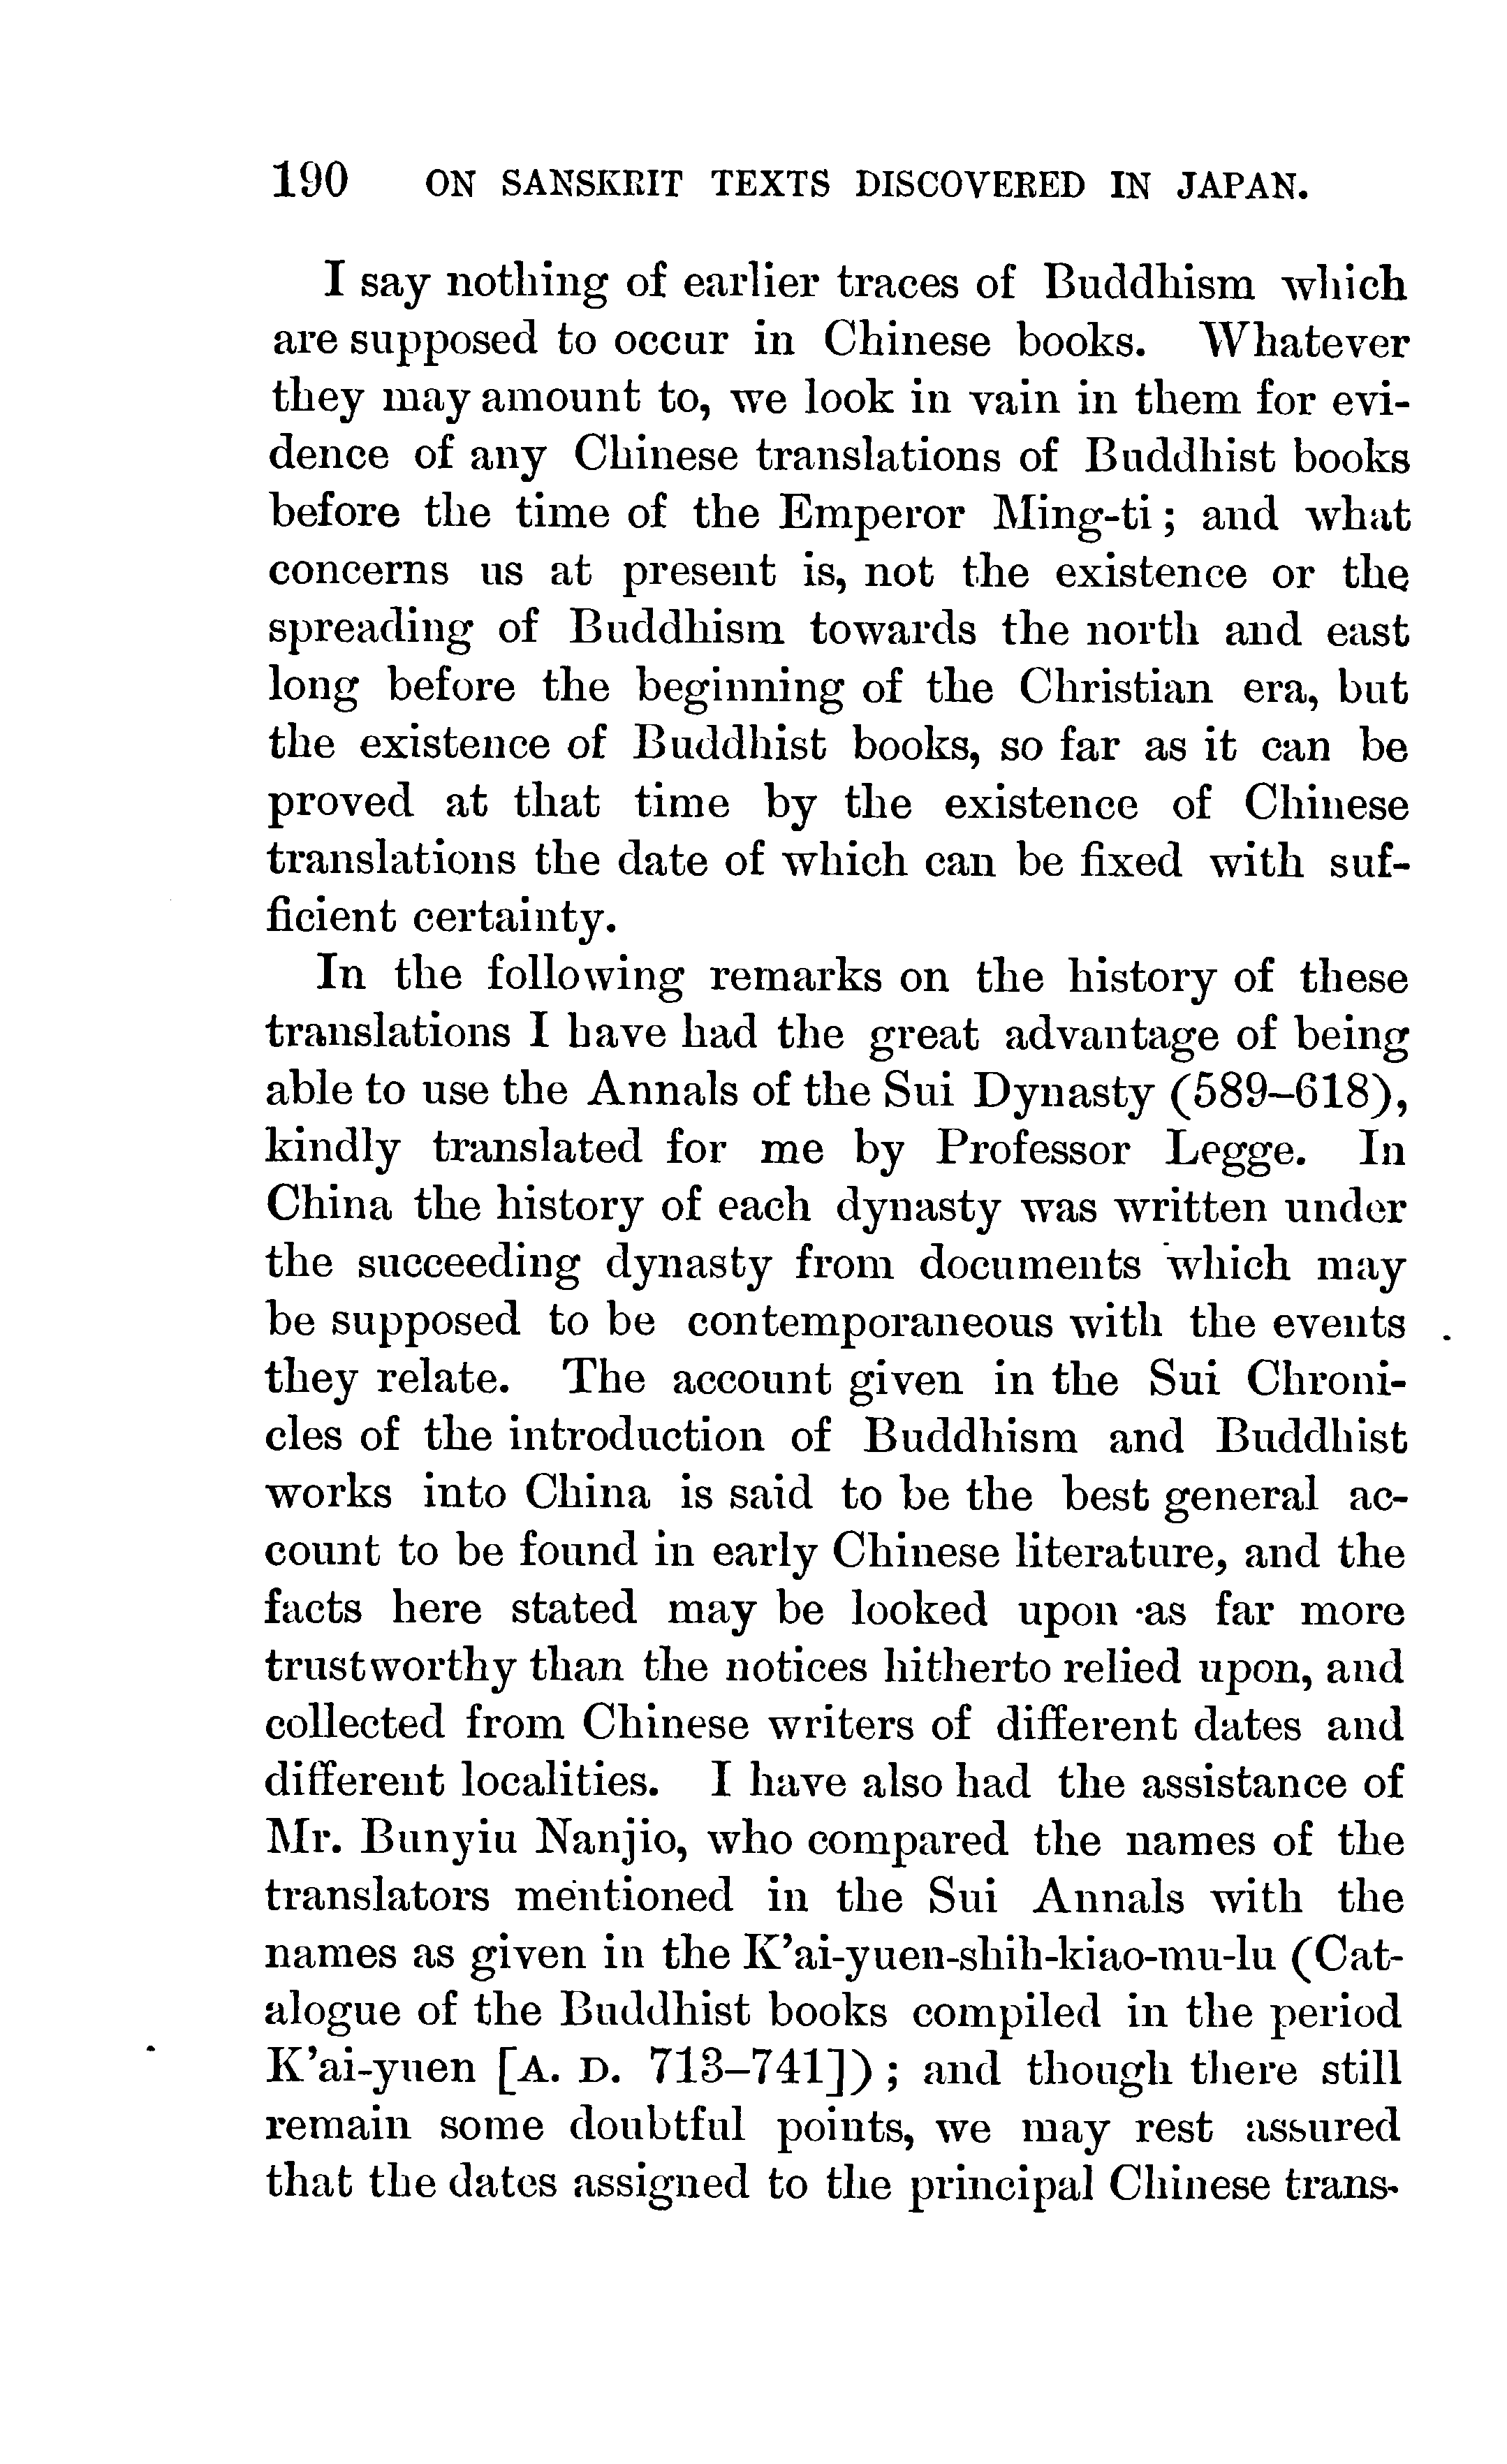 190 ON SANSKRIT TEXTS DISCOVERED IN JAPAN.
I say nothing of earlier traces of Buddhism which
are supposed to occur in Chinese books. Whatever
they may amount to, we look in vain in them for evi-
dence of any Chinese translations of Buddhist books
before the time of the Emperor Ming-ti; and what
concerns us at present is, not the existence or the
spreading of Buddhism towards the north and east
long before the beginning of the Christian era, but
the existence of Buddhist books, so far as it can be
proved at that time by the existence of Chinese
translations the date of which can be fixed with suf-
ficient certainty.
In the following remarks on the history of these
translations I have had the great advantage of being
able to use the Annals of the Sui Dynasty (589–618),
kindly translated for me by Professor Legge. In
China the history of each dynasty was written under
the succeeding dynasty from documents which may
be supposed to be contemporaneous with the events
they relate. The account given in the Sui Chroni-
cles of the introduction of Buddhism and Buddhist
works into China is said to be the best general ac-
count to be found in early Chinese literature, and the
facts here stated may be looked upon as far more
trustworthy than the notices hitherto relied upon, and
collected from Chinese writers of different dates and
different localities. I have also had the assistance of
Mr. Bunyiu Nanjio, who compared the names of the
translators mentioned in the Sui Annals with the
names as given in the K'ai-yuen-shih-kiao-mu-lu (Cat-
alogue of the Buddhist books compiled in the period
K'ai-yuen [A. D. 713–741]); and though there still
remain some doubtful points, we may rest assured
that the dates assigned to the principal Chinese trans-